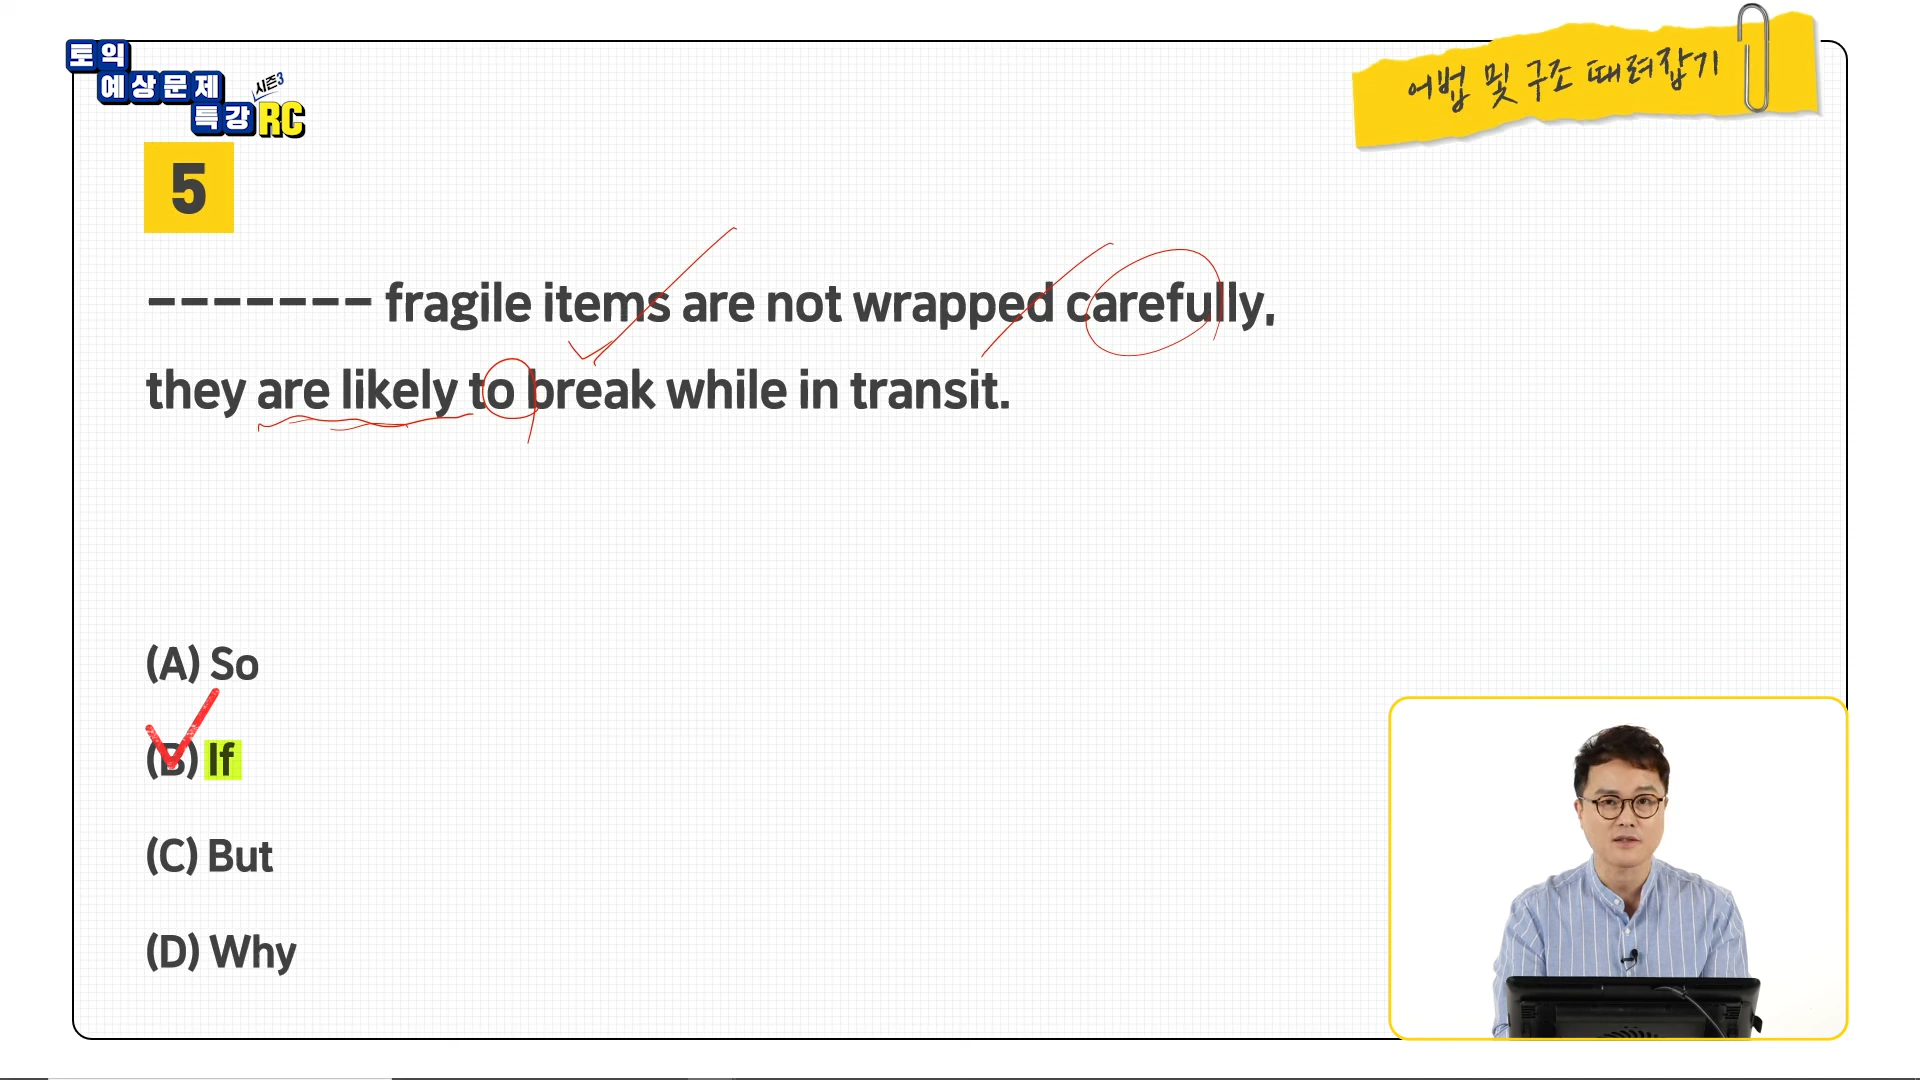 토익
예상문제 시즌3
특강 RC
어법 및 구조 때려잡기
5
------- fragile items are not wrapped carefully,
they are likely to break while in transit.
(A) So
(B) If
(C) But
(D) Why